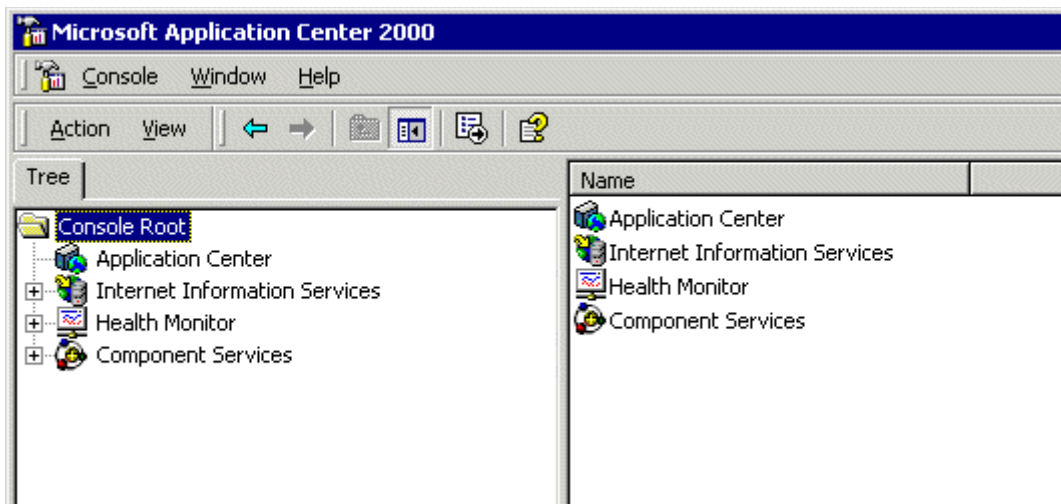 Microsoft Application Center 2000
Console Window Help
Action View
Tree
Console Root
Application Center
Internet Information Services
Health Monitor
Component Services
Name
Application Center
Internet Information Services
Health Monitor
Component Services